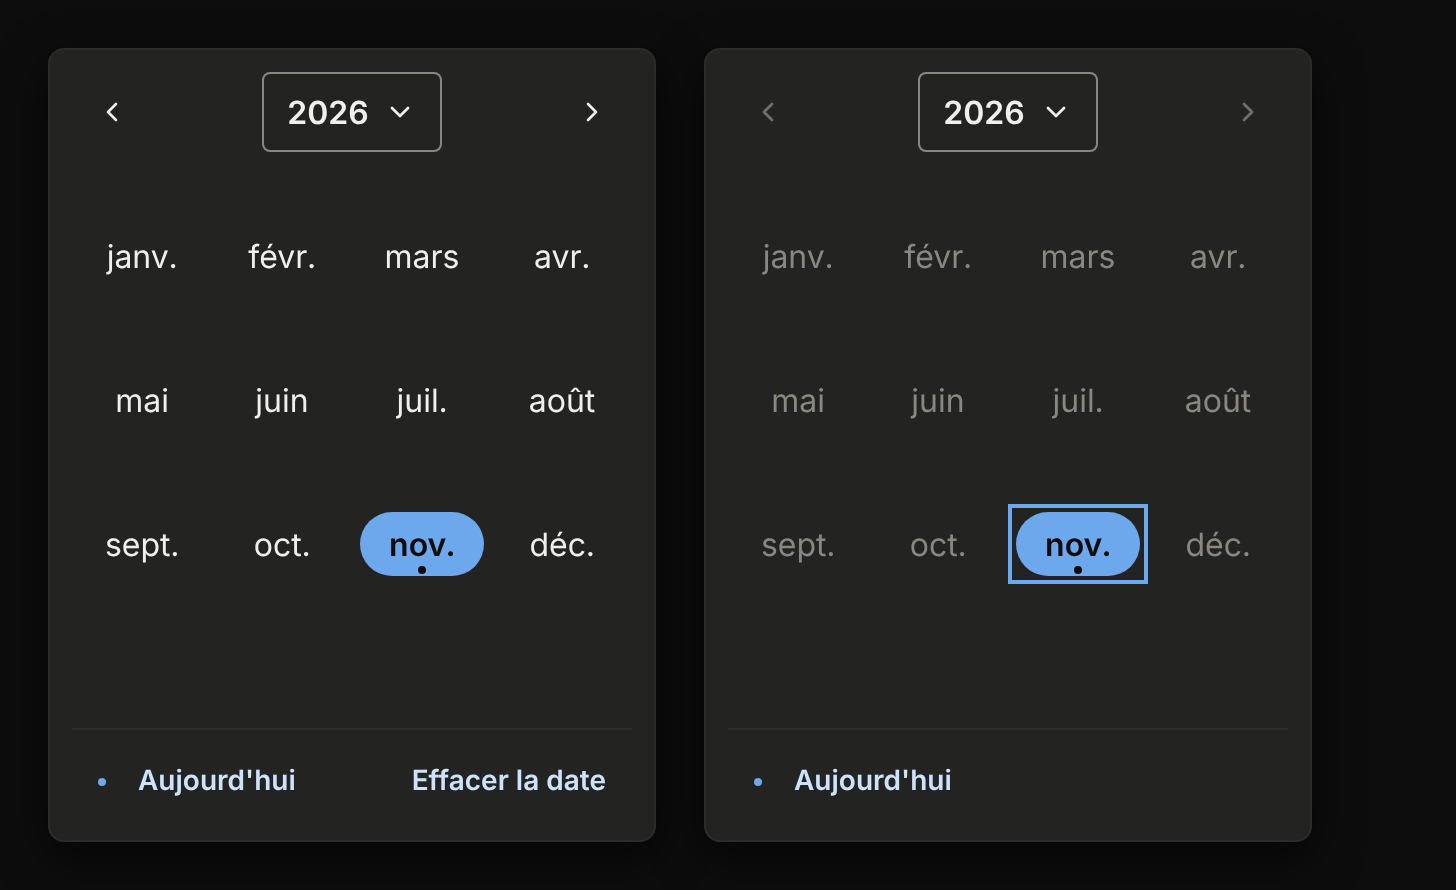 2026
janv. févr. mars avr.
mai juin juil. août
sept. oct. nov. déc.
Aujourd'hui Effacer la date
2026
janv. févr. mars avr.
mai juin juil. août
sept. oct. nov. déc.
Aujourd'hui